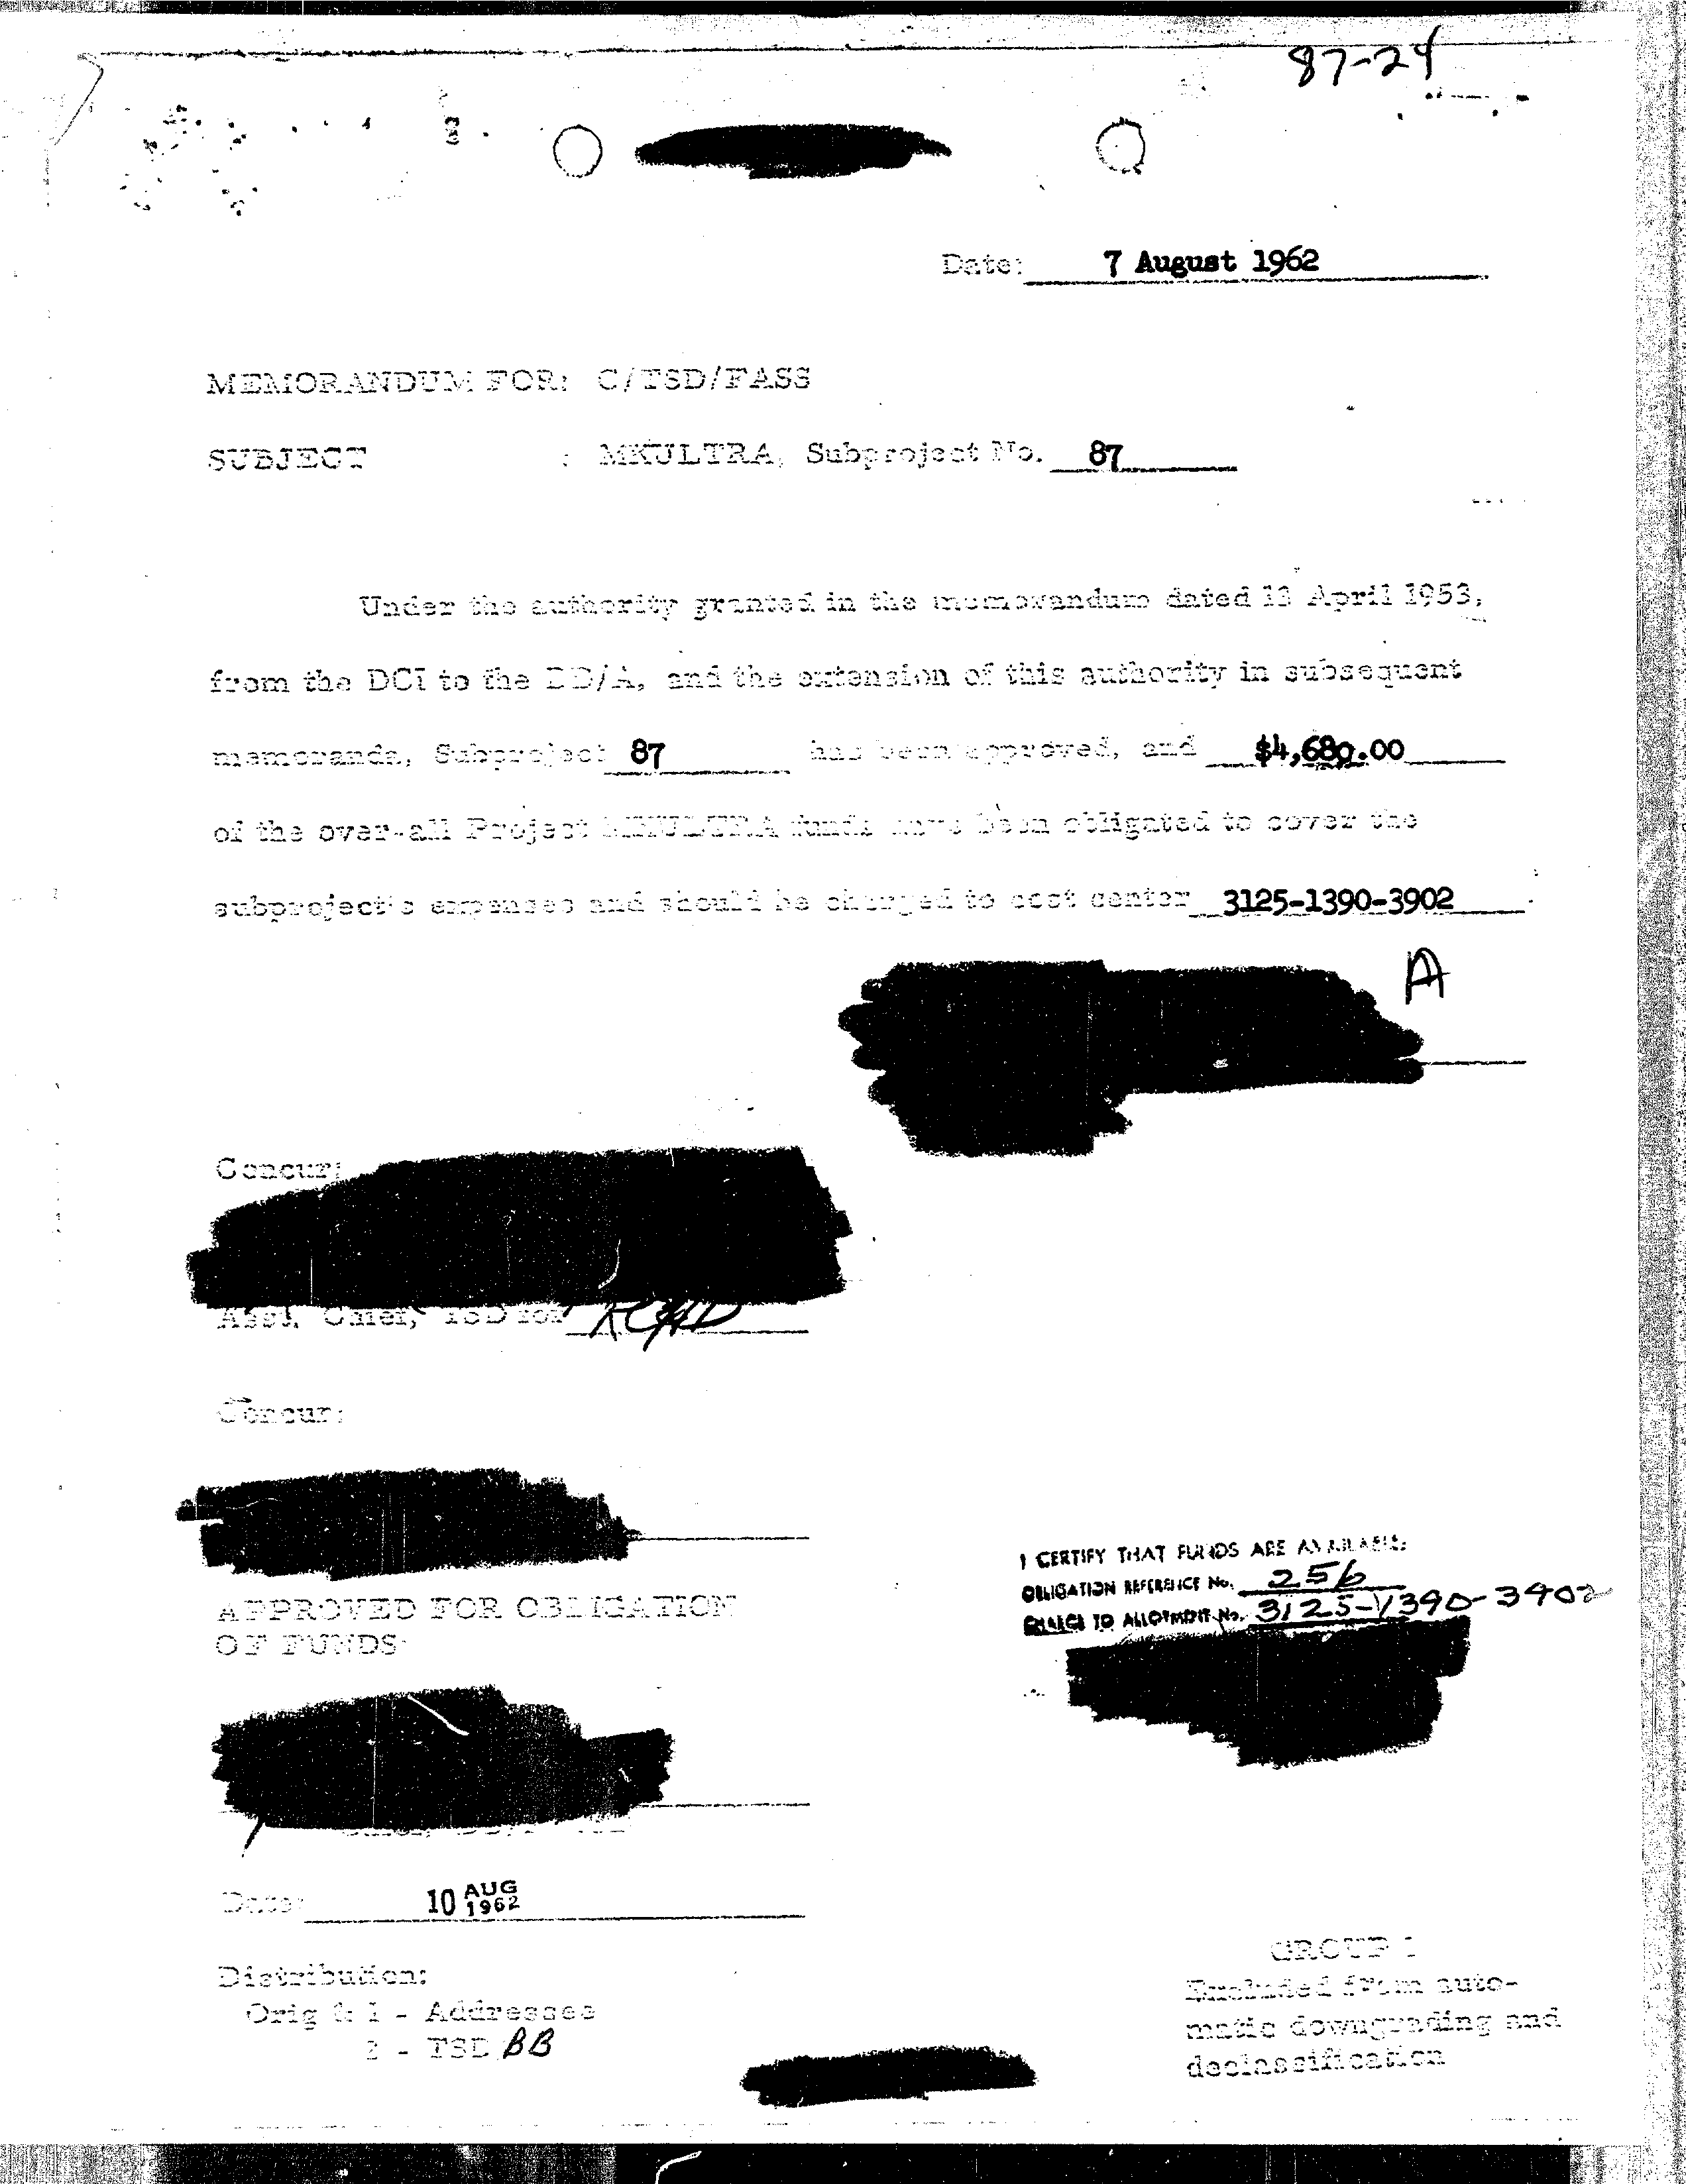 87-24
Date: 7 August 1962
MEMORANDUM FOR: C/TSD/FASS
SUBJECT : MKULTRA, Subproject No. 87
Under the authority granted in the memorandum dated 13 April 1953,
from the DCI to the DD/A, and the extension of this authority in subsequent
memoranda, Subproject 87 has been approved, and $4,680.00
of the over-all Project MKULTRA funds have been obligated to cover the
subproject's expenses and should be charged to cost center 3125-1390-3902
A
Concur:
Asst. Chief, TSD for
Concur:
I CERTIFY THAT FUNDS ARE AVAILABLE
OBLIGATION REFERENCE No. 256
CHARGE TO ALLOTMENT No. 3125-1390-3902
APPROVED FOR OBLIGATION
OF FUNDS:
Date: 10 AUG 1962
Distribution:
Orig & 1 - Addressee
2 - TSD BB
GROUP 1
Excluded from auto-
matic downgrading and
declassification